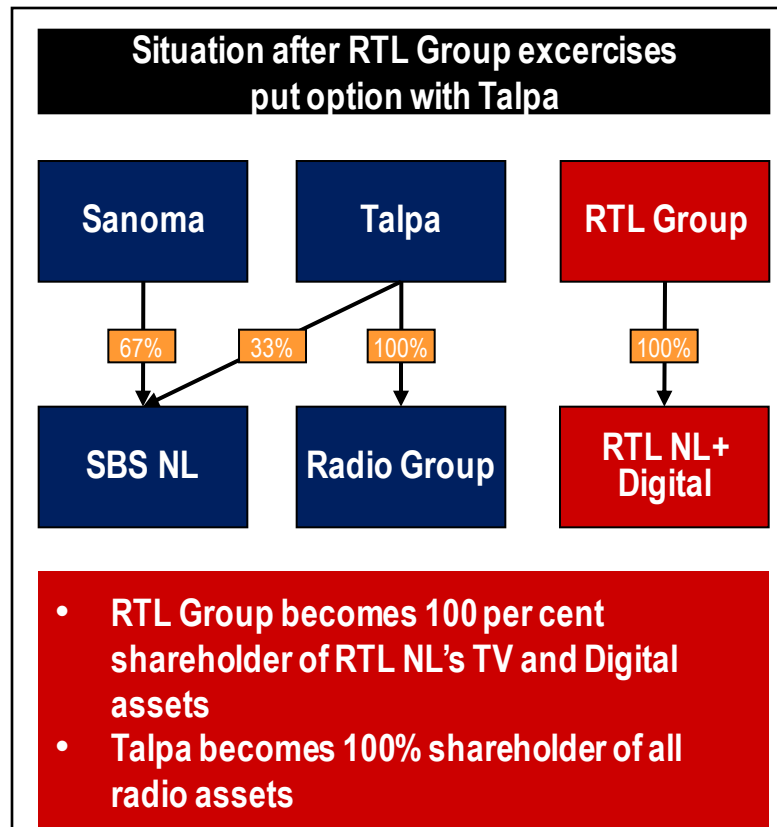 Situation after RTL Group excercises
put option with Talpa
Sanoma
Talpa
RTL Group
67%
33%
100%
100%
SBS NL
Radio Group
RTL NL+
Digital
• RTL Group becomes 100 per cent
shareholder of RTL NL’s TV and Digital
assets
• Talpa becomes 100% shareholder of all
radio assets